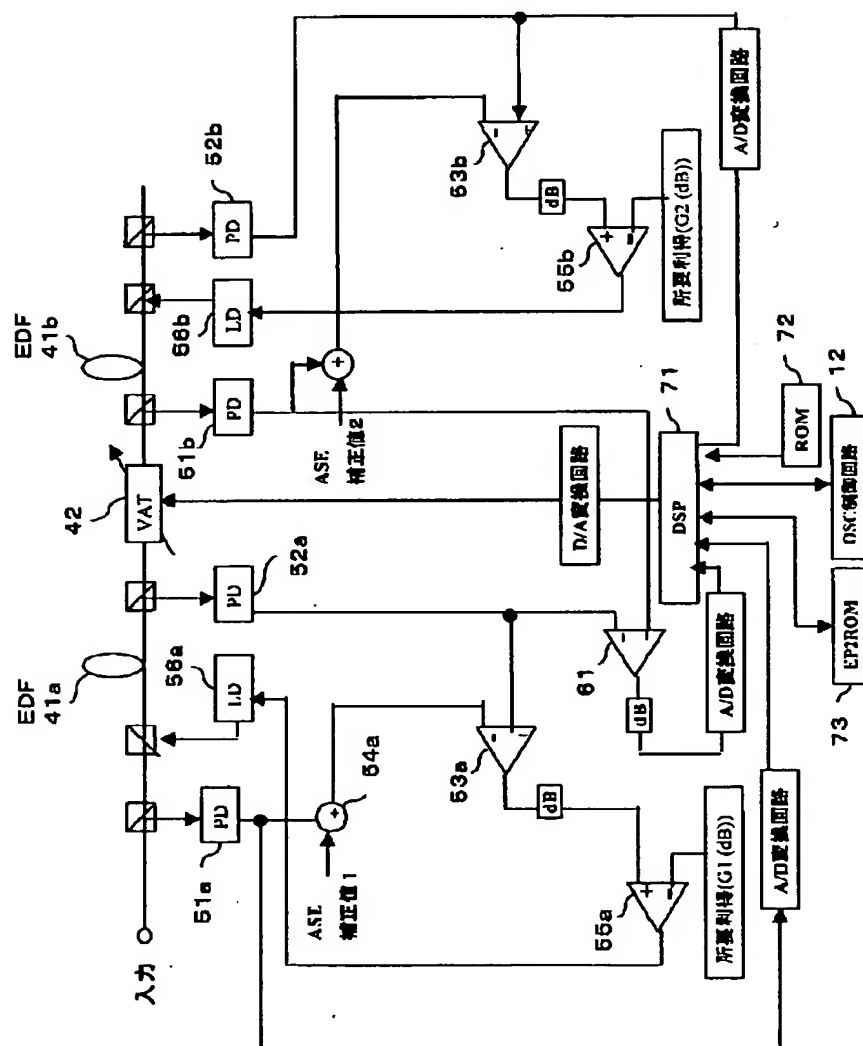 入力
EDF
41a
EDF
41b
42
VAT
51a
PD
56a
LD
52a
PD
51b
PD
56b
LD
52b
PD
ASE
補正値1
+
54a
ASE
補正値2
+
53a
53b
dB
dB
61
dB
55a
+
55b
+
所要利得(G1(dB))
所要利得(G2(dB))
D/A変換回路
A/D変換回路
71
DSP
A/D変換回路
A/D変換回路
72
ROM
73
EP2ROM
12
OSC制御回路